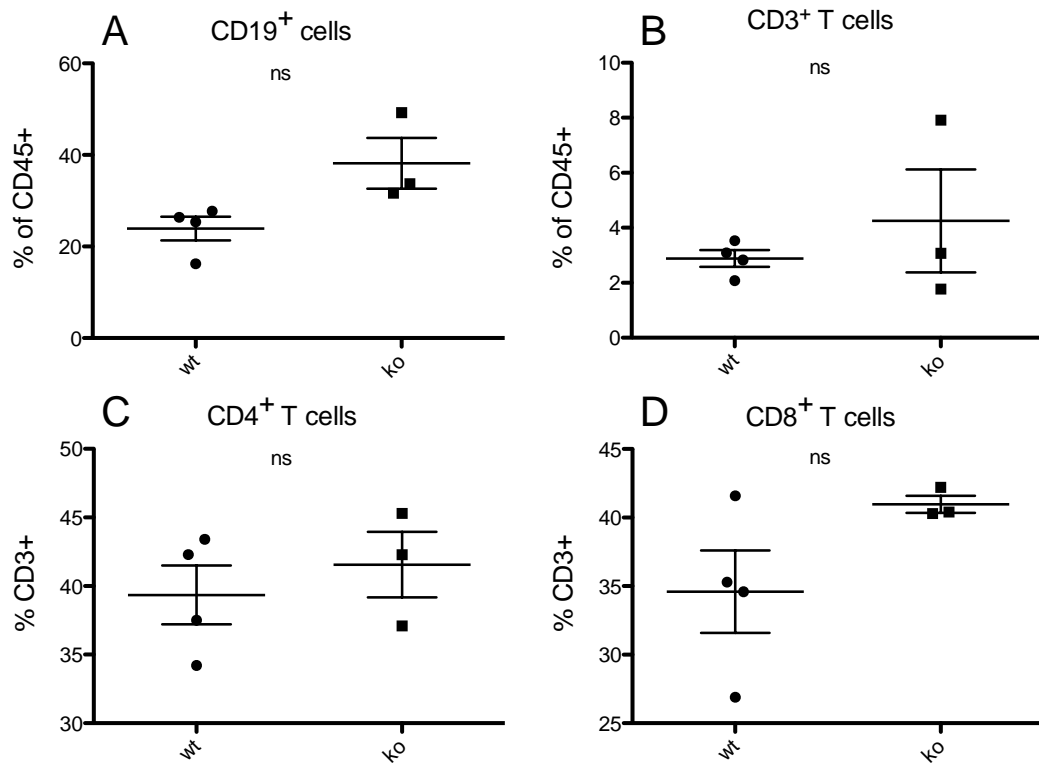 A
CD19+ cells
ns
% of CD45+
60
40
20
0
wt
ko
B
CD3+ T cells
ns
% of CD45+
10
8
6
4
2
0
wt
ko
C
CD4+ T cells
ns
% CD3+
50
45
40
35
30
wt
ko
D
CD8+ T cells
ns
% CD3+
45
40
35
30
25
wt
ko